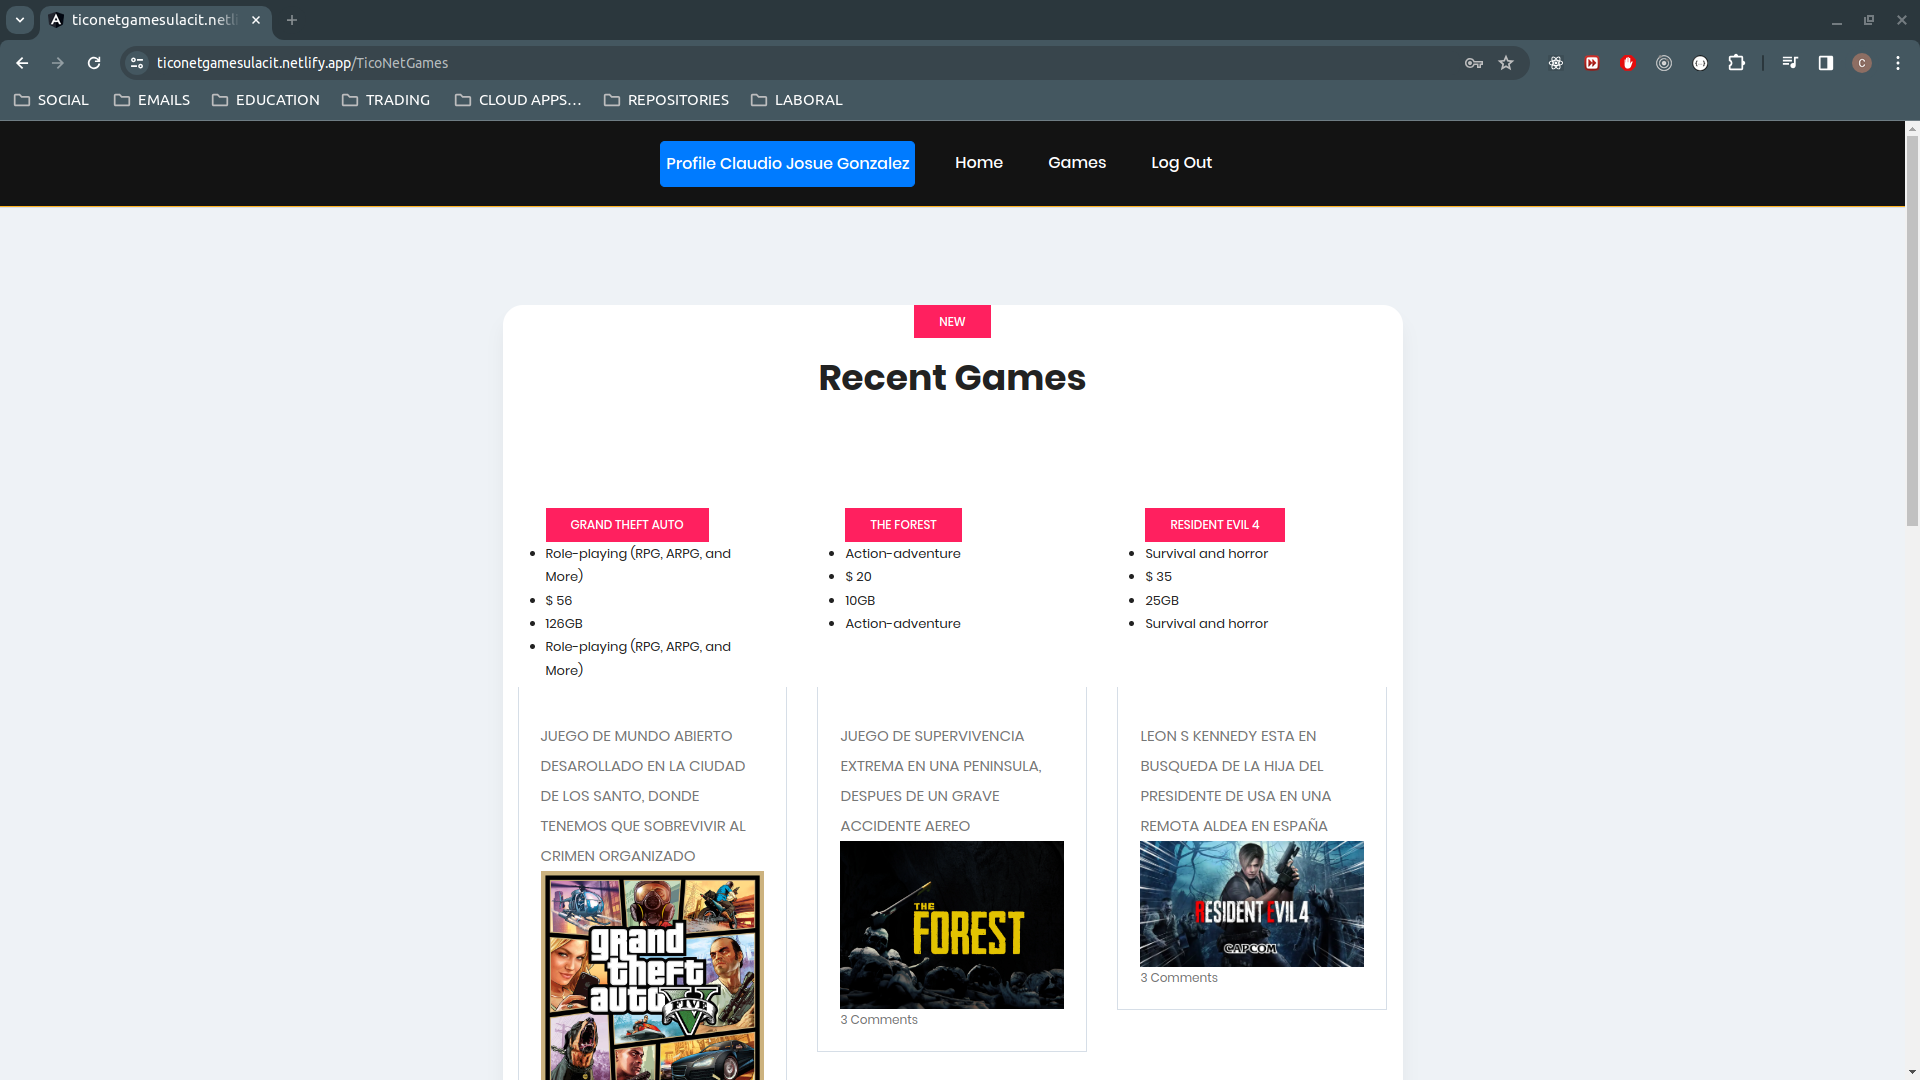 ticonetgamesulacit.netl
ticonetgamesulacit.netlify.app/TicoNetGames
C
SOCIAL
EMAILS
EDUCATION
TRADING
CLOUD APPS...
REPOSITORIES
LABORAL
Profile Claudio Josue Gonzalez
Home
Games
Log Out
NEW
Recent Games
GRAND THEFT AUTO
Role-playing (RPG, ARPG, and
More)
$ 56
126GB
Role-playing (RPG, ARPG, and
More)
JUEGO DE MUNDO ABIERTO
DESAROLLADO EN LA CIUDAD
DE LOS SANTO, DONDE
TENEMOS QUE SOBREVIVIR AL
CRIMEN ORGANIZADO
grand
theft
auto V
FIVE
THE FOREST
Action-adventure
$ 20
10GB
Action-adventure
JUEGO DE SUPERVIVENCIA
EXTREMA EN UNA PENINSULA,
DESPUES DE UN GRAVE
ACCIDENTE AEREO
THE
FOREST
3 Comments
RESIDENT EVIL 4
Survival and horror
$ 35
25GB
Survival and horror
LEON S KENNEDY ESTA EN
BUSQUEDA DE LA HIJA DEL
PRESIDENTE DE USA EN UNA
REMOTA ALDEA EN ESPAÑA
RESIDENT EVIL 4
CAPCOM
3 Comments